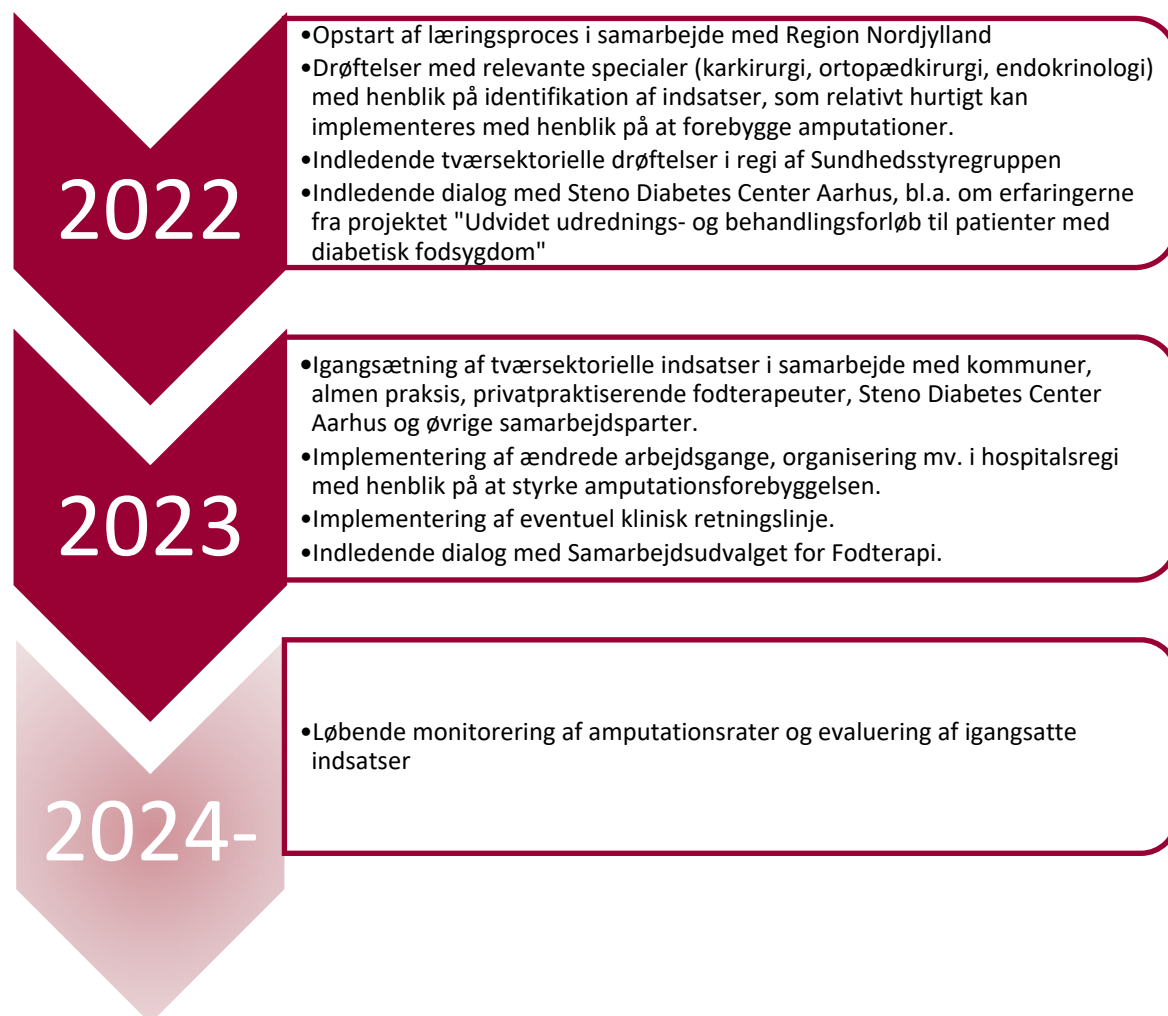 2022
•Opstart af læringsproces i samarbejde med Region Nordjylland
•Drøftelser med relevante specialer (karkirurgi, ortopædkirurgi, endokrinologi)
med henblik på identifikation af indsatser, som relativt hurtigt kan
implementeres med henblik på at forebygge amputationer.
•Indledende tværsektorielle drøftelser i regi af Sundhedsstyregruppen
•Indledende dialog med Steno Diabetes Center Aarhus, bl.a. om erfaringerne
fra projektet "Udvidet udrednings- og behandlingsforløb til patienter med
diabetisk fodsygdom"
2023
•Igangsætning af tværsektorielle indsatser i samarbejde med kommuner,
almen praksis, privatpraktiserende fodterapeuter, Steno Diabetes Center
Aarhus og øvrige samarbejdsparter.
•Implementering af ændrede arbejdsgange, organisering mv. i hospitalsregi
med henblik på at styrke amputationsforebyggelsen.
•Implementering af eventuel klinisk retningslinje.
•Indledende dialog med Samarbejdsudvalget for Fodterapi.
2024-
•Løbende monitorering af amputationsrater og evaluering af igangsatte
indsatser